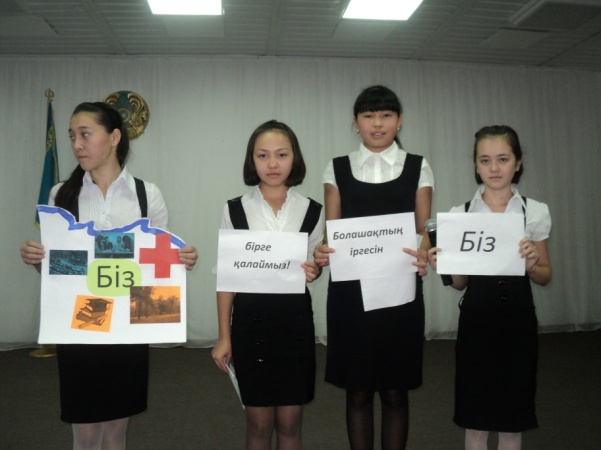 Біз
бірге
қалаймыз!
Болашақтың
іргесін
Біз